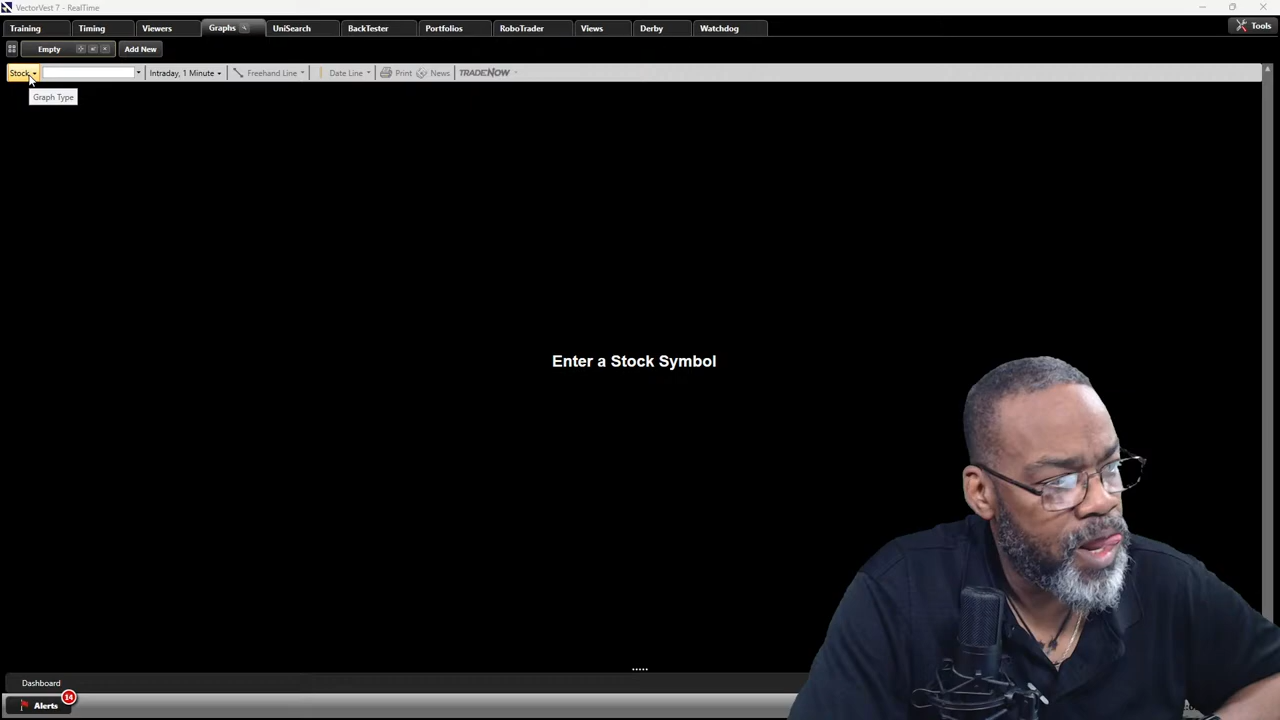 VectorVest 7 - RealTime
Training Timing Viewers Graphs UniSearch BackTester Portfolios RoboTrader Views Derby Watchdog Tools
Empty Add New
Stock Intraday, 1 Minute Freehand Line Date Line Print News TRADENOW
Graph Type
Enter a Stock Symbol
Dashboard
Alerts 14